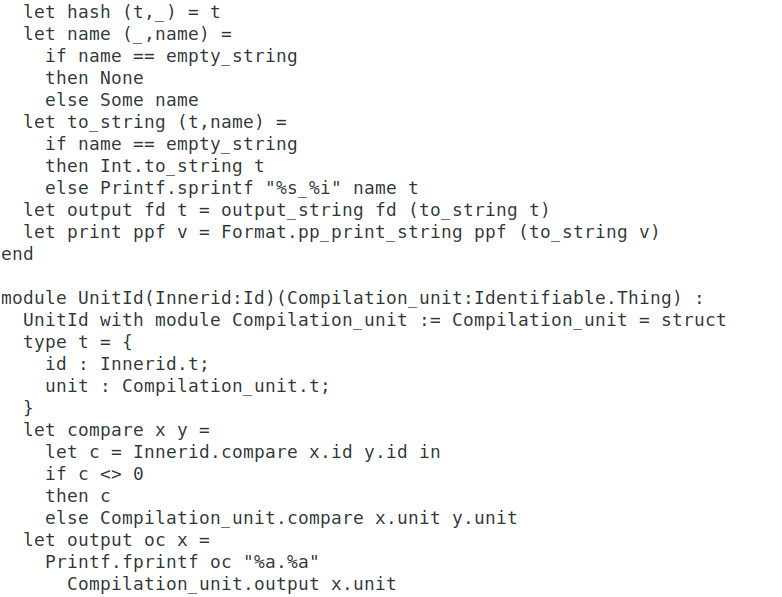 let hash (t,_) = t
  let name (_,name) =
    if name == empty_string
    then None
    else Some name
  let to_string (t,name) =
    if name == empty_string
    then Int.to_string t
    else Printf.sprintf "%s_%i" name t
  let output fd t = output_string fd (to_string t)
  let print ppf v = Format.pp_print_string ppf (to_string v)
end

module UnitId(Innerid:Id)(Compilation_unit:Identifiable.Thing) :
  UnitId with module Compilation_unit := Compilation_unit = struct
  type t = {
    id : Innerid.t;
    unit : Compilation_unit.t;
  }
  let compare x y =
    let c = Innerid.compare x.id y.id in
    if c <> 0
    then c
    else Compilation_unit.compare x.unit y.unit
  let output oc x =
    Printf.fprintf oc "%a.%a"
      Compilation_unit.output x.unit